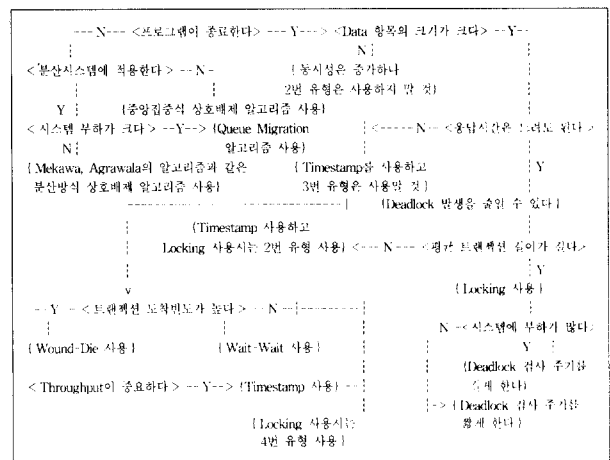 --- N--- <프로그램이 종료한다> --- Y---> <Data 항목의 크기가 크다> --Y--
N
<분산시스템에 적용한다> -- N- {동시성은 증가하나
2번 유형은 사용하지 말 것}
Y {중앙집중식 상호배제 알고리즘 사용}
<시스템 부하가 크다> --Y--> {Queue Migration <----- N-- <응답시간은 느려도 된다>
N 알고리즘 사용}
{Mekawa, Agrawala의 알고리즘과 같은 {Timestamp를 사용하고 Y
분산방식 상호배제 알고리즘 사용} 3번 유형은 사용말 것}
{Deadlock 발생을 줄일 수 있다}
{Timestamp 사용하고
Locking 사용시는 2번 유형 사용} <--- N--- <평균 트랜잭션 길이가 길다>
Y
v {Locking 사용}
-- Y -- <트랜잭션 도착빈도가 높다> -- N --
N -<시스템에 부하가 많다>
{Wound-Die 사용} {Wait-Wait 사용} Y
{Deadlock 검사 주기를
<Throughput이 중요하다> -- Y--> {Timestamp 사용} -- 한다}
-> {Deadlock 검사 주기를
{Locking 사용시는 짧게 한다}
4번 유형 사용}